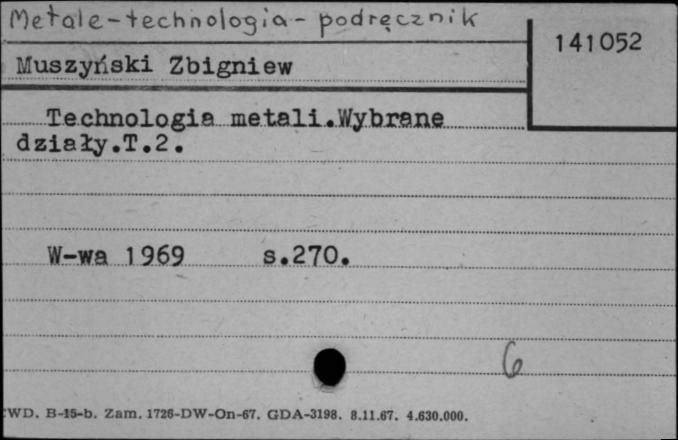 Metale-technologia-podręcznik
141052
Muszyński Zbigniew
Technologia metali.Wybrane
działy.T.2.
W-wa 1969 s.270.
6
WD. B-15-b. Zam. 1726-DW-On-67. GDA-3198. 8.11.67. 4.630.000.